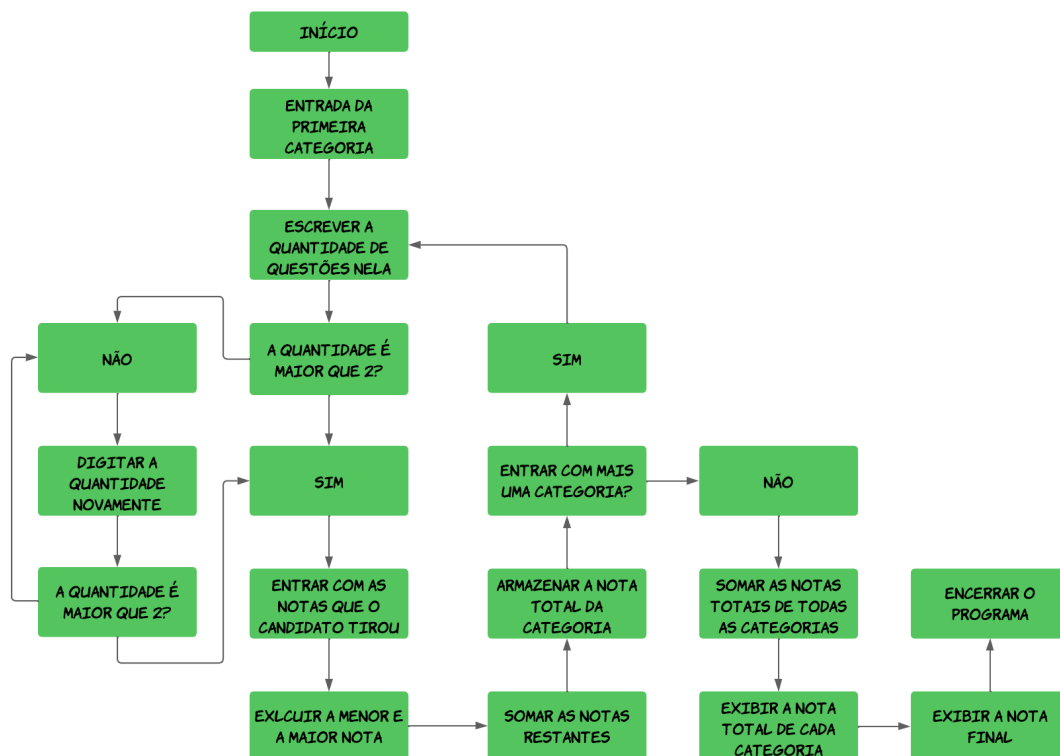 INÍCIO
ENTRADA DA
PRIMEIRA
CATEGORIA
ESCREVER A
QUANTIDADE DE
QUESTÕES NELA
NÃO
A QUANTIDADE É
MAIOR QUE 2?
SIM
DIGITAR A
QUANTIDADE
NOVAMENTE
SIM
ENTRAR COM MAIS
UMA CATEGORIA?
NÃO
A QUANTIDADE É
MAIOR QUE 2?
ENTRAR COM AS
NOTAS QUE O
CANDIDATO TIROU
ARMAZENAR A NOTA
TOTAL DA
CATEGORIA
SOMAR AS NOTAS
TOTAIS DE TODAS
AS CATEGORIAS
ENCERRAR O
PROGRAMA
EXLCUIR A MENOR E
A MAIOR NOTA
SOMAR AS NOTAS
RESTANTES
EXIBIR A NOTA
TOTAL DE CADA
CATEGORIA
EXIBIR A NOTA
FINAL